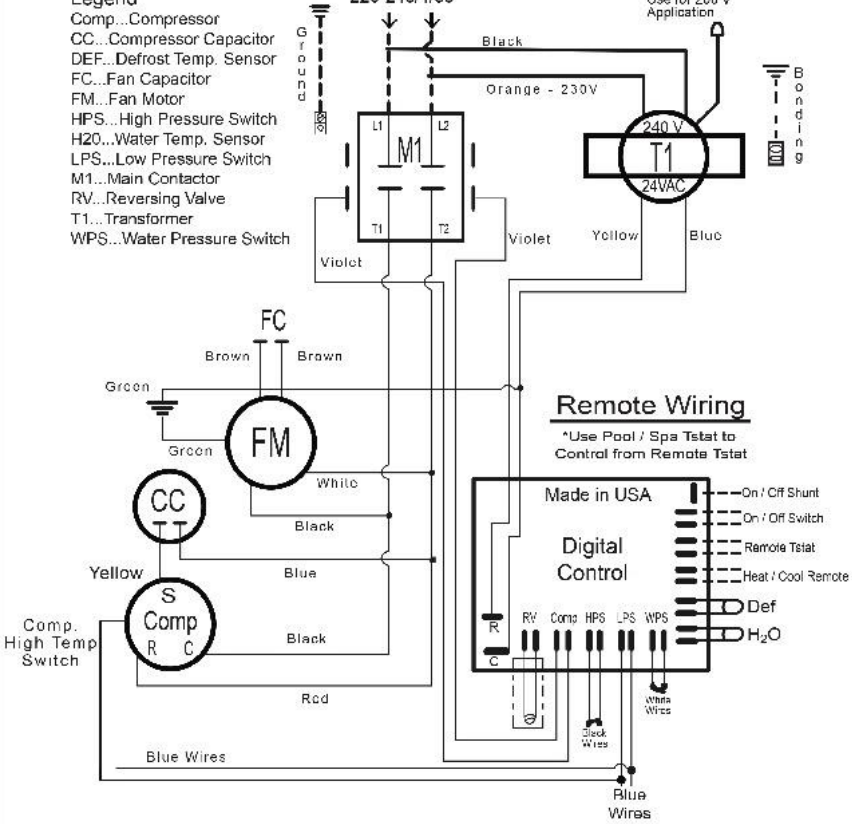 Legend
Comp...Compressor
CC...Compressor Capacitor
DEF...Defrost Temp. Sensor
FC...Fan Capacitor
FM...Fan Motor
HPS...High Pressure Switch
H20...Water Temp. Sensor
LPS...Low Pressure Switch
M1...Main Contactor
RV...Reversing Valve
T1...Transformer
WPS...Water Pressure Switch
Ground
Use for 208 V
Application
Black
Orange - 230V
Bonding
L1
L2
M1
T1
T2
240 V
T1
24VAC
Violet
Violet
Yellow
Blue
FC
Brown
Brown
Green
Green
FM
White
Black
CC
Yellow
Blue
S
Comp
R
C
Comp.
High Temp
Switch
Black
Red
Blue Wires
Remote Wiring
*Use Pool / Spa Tstat to
Control from Remote Tstat
Made in USA
Digital
Control
On / Off Shunt
On / Off Switch
Remote Tstat
Heat / Cool Remote
Def
H2O
R
C
RV
Comp
HPS
LPS
WPS
White
Wires
Black
Wires
Blue
Wires